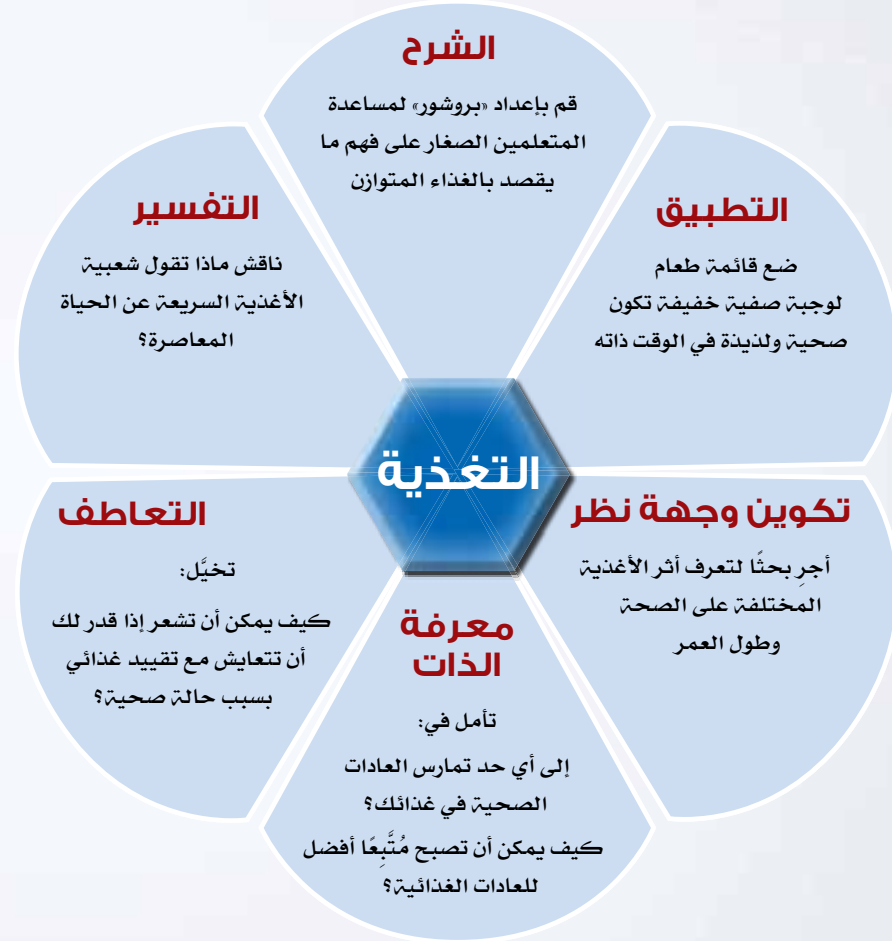 الشرح
قم بإعداد «بروشور» لمساعدة
المتعلمين الصغار على فهم ما
يقصد بالغذاء المتوازن
التطبيق
ضع قائمة طعام
لوجبة صفية خفيفة تكون
صحية ولذيذة في الوقت ذاته
التفسير
ناقش ماذا تقول شعبية
الأغذية السريعة عن الحياة
المعاصرة؟
التغذية
تكوين وجهة نظر
أجرِ بحثًا لتعرف أثر الأغذية
المختلفة على الصحة
وطول العمر
معرفة
الذات
تأمل في:
إلى أي حد تمارس العادات
الصحية في غذائك؟
كيف يمكن أن تصبح مُتَّبِعًا أفضل
للعادات الغذائية؟
التعاطف
تخيَّل:
كيف يمكن أن تشعر إذا قدر لك
أن تتعايش مع تقييد غذائي
بسبب حالة صحية؟